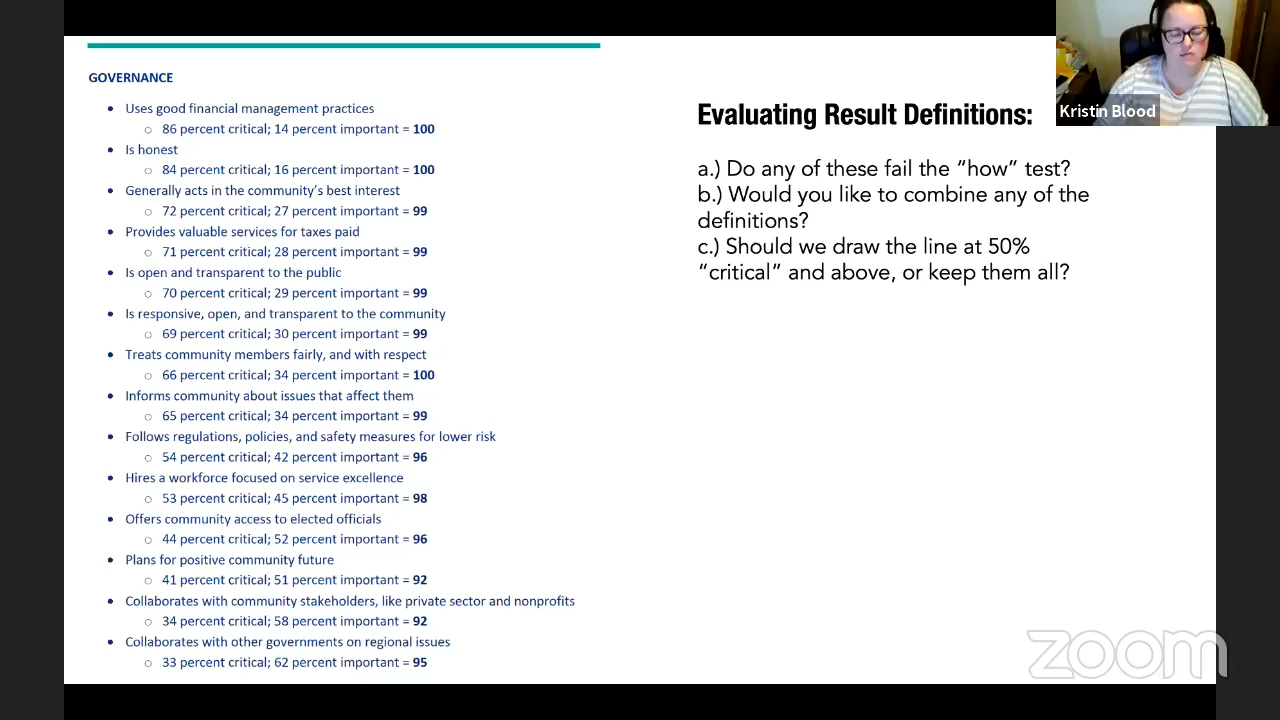 GOVERNANCE
• Uses good financial management practices
○ 86 percent critical; 14 percent important = 100
• Is honest
○ 84 percent critical; 16 percent important = 100
• Generally acts in the community’s best interest
○ 72 percent critical; 27 percent important = 99
• Provides valuable services for taxes paid
○ 71 percent critical; 28 percent important = 99
• Is open and transparent to the public
○ 70 percent critical; 29 percent important = 99
• Is responsive, open, and transparent to the community
○ 69 percent critical; 30 percent important = 99
• Treats community members fairly, and with respect
○ 66 percent critical; 34 percent important = 100
• Informs community about issues that affect them
○ 65 percent critical; 34 percent important = 99
• Follows regulations, policies, and safety measures for lower risk
○ 54 percent critical; 42 percent important = 96
• Hires a workforce focused on service excellence
○ 53 percent critical; 45 percent important = 98
• Offers community access to elected officials
○ 44 percent critical; 52 percent important = 96
• Plans for positive community future
○ 41 percent critical; 51 percent important = 92
• Collaborates with community stakeholders, like private sector and nonprofits
○ 34 percent critical; 58 percent important = 92
• Collaborates with other governments on regional issues
○ 33 percent critical; 62 percent important = 95
Evaluating Result Definitions:
a.) Do any of these fail the “how” test?
b.) Would you like to combine any of the
definitions?
c.) Should we draw the line at 50%
“critical” and above, or keep them all?
Kristin Blood
zoom